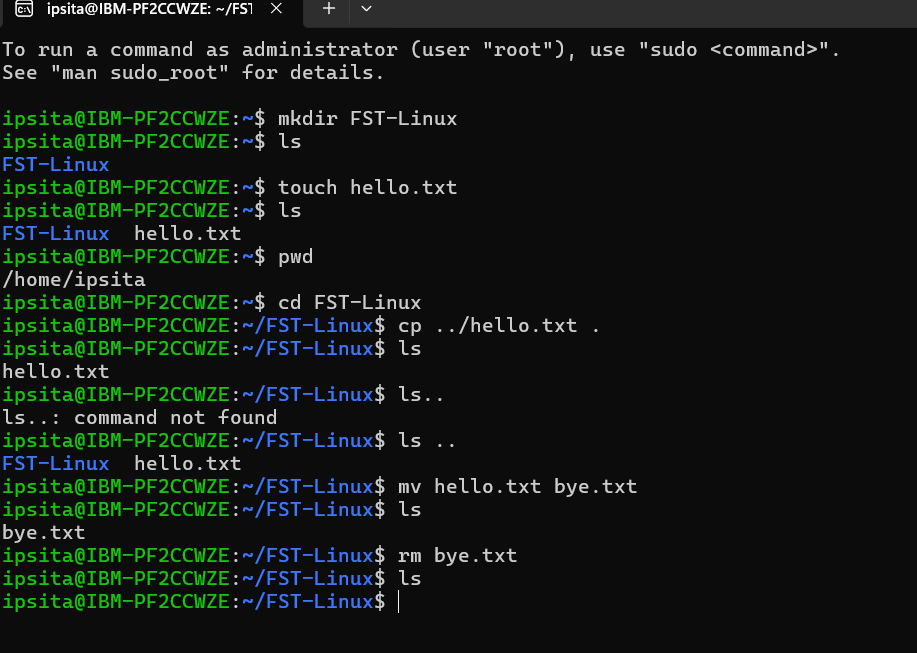 ipsita@IBM-PF2CCWZE: ~/FST
To run a command as administrator (user "root"), use "sudo <command>".
See "man sudo_root" for details.
ipsita@IBM-PF2CCWZE:~$ mkdir FST-Linux
ipsita@IBM-PF2CCWZE:~$ ls
FST-Linux
ipsita@IBM-PF2CCWZE:~$ touch hello.txt
ipsita@IBM-PF2CCWZE:~$ ls
FST-Linux  hello.txt
ipsita@IBM-PF2CCWZE:~$ pwd
/home/ipsita
ipsita@IBM-PF2CCWZE:~$ cd FST-Linux
ipsita@IBM-PF2CCWZE:~/FST-Linux$ cp ../hello.txt .
ipsita@IBM-PF2CCWZE:~/FST-Linux$ ls
hello.txt
ipsita@IBM-PF2CCWZE:~/FST-Linux$ ls..
ls..: command not found
ipsita@IBM-PF2CCWZE:~/FST-Linux$ ls ..
FST-Linux  hello.txt
ipsita@IBM-PF2CCWZE:~/FST-Linux$ mv hello.txt bye.txt
ipsita@IBM-PF2CCWZE:~/FST-Linux$ ls
bye.txt
ipsita@IBM-PF2CCWZE:~/FST-Linux$ rm bye.txt
ipsita@IBM-PF2CCWZE:~/FST-Linux$ ls
ipsita@IBM-PF2CCWZE:~/FST-Linux$